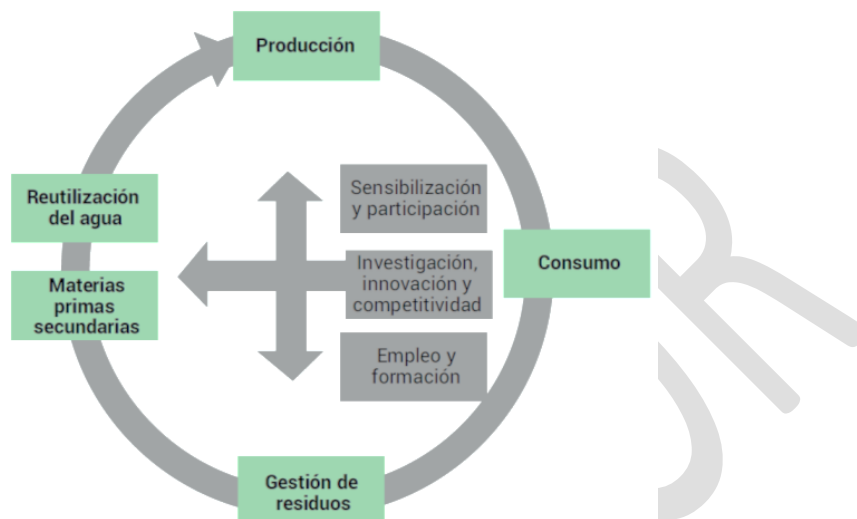 Producción
Reutilización
del agua
Materias
primas
secundarias
Sensibilización
y participación
Investigación,
innovación y
competitividad
Empleo y
formación
Consumo
Gestión de
residuos